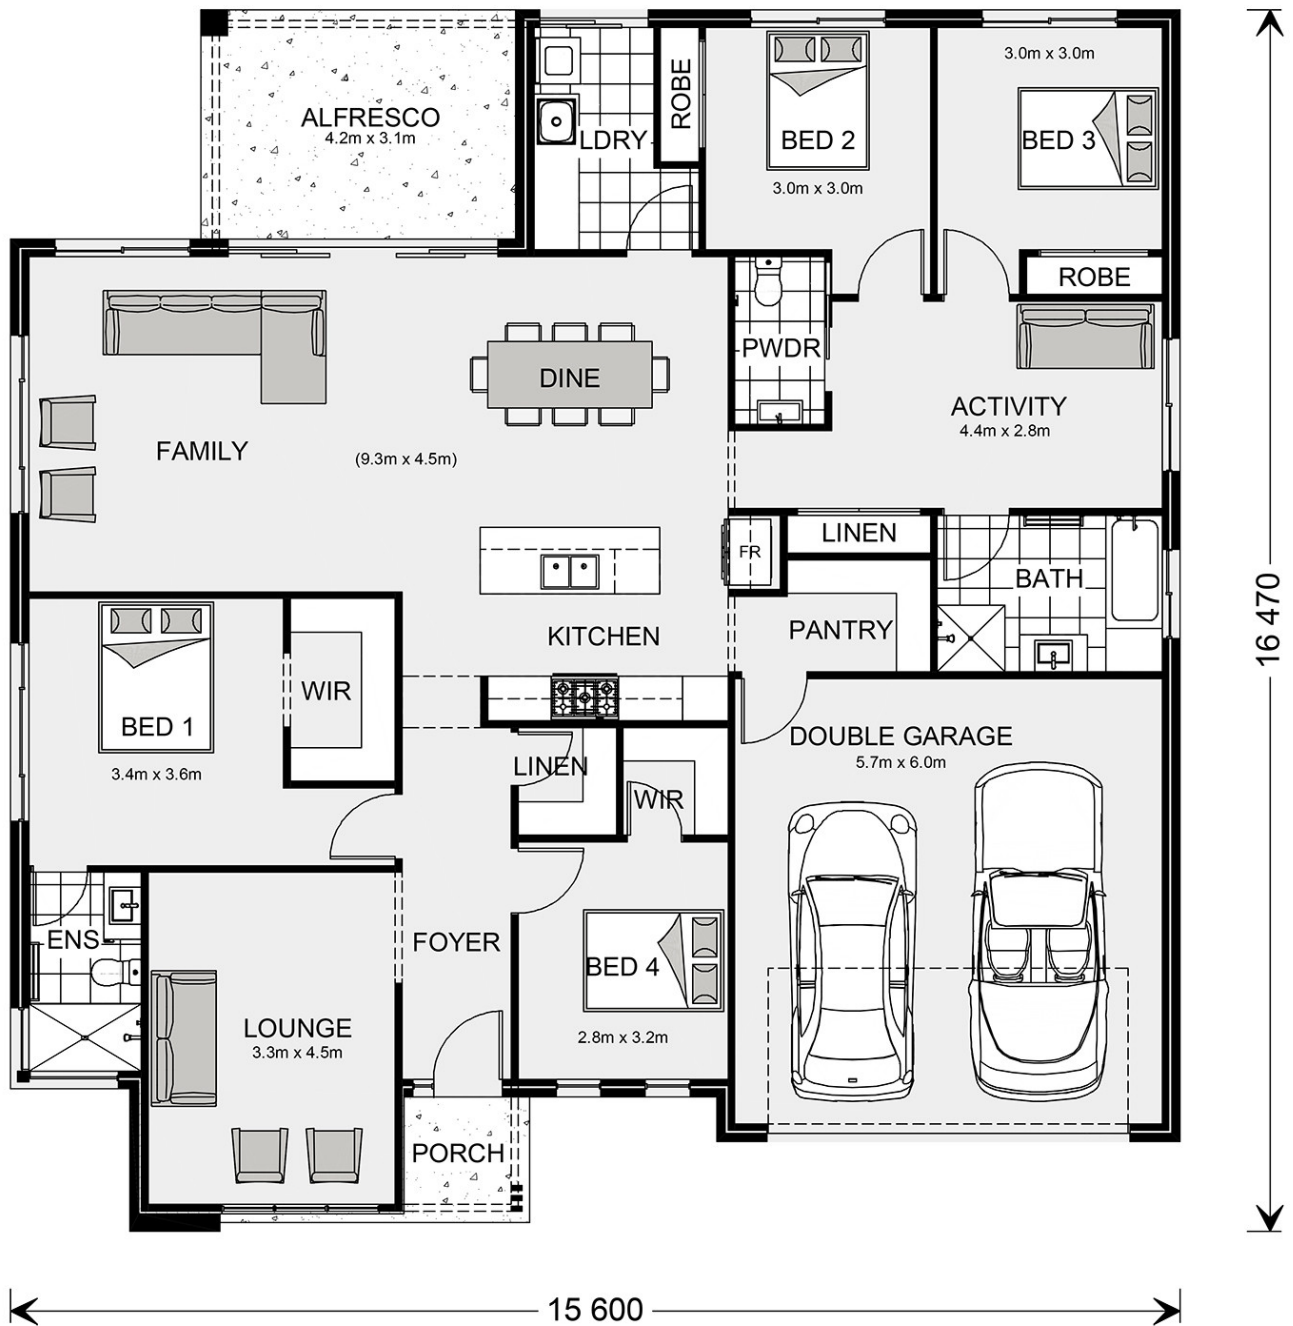 ALFRESCO
4.2m x 3.1m
LDRY
ROBE
BED 2
3.0m x 3.0m
3.0m x 3.0m
BED 3
ROBE
PWDR
DINE
ACTIVITY
4.4m x 2.8m
FAMILY
(9.3m x 4.5m)
LINEN
FR
BATH
KITCHEN
PANTRY
BED 1
3.4m x 3.6m
WIR
LINEN
WIR
DOUBLE GARAGE
5.7m x 6.0m
ENS
FOYER
BED 4
2.8m x 3.2m
LOUNGE
3.3m x 4.5m
PORCH
16 470
15 600